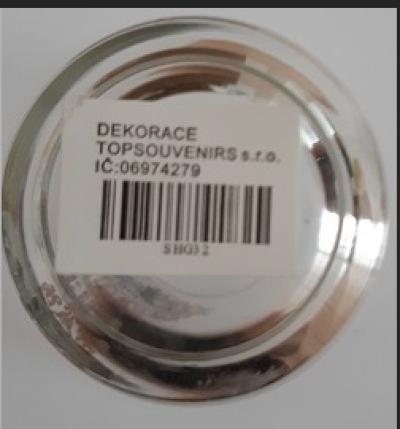 DEKORACE
TOPSOUVENIRS s.r.o.
IČ:06974279
SHG32